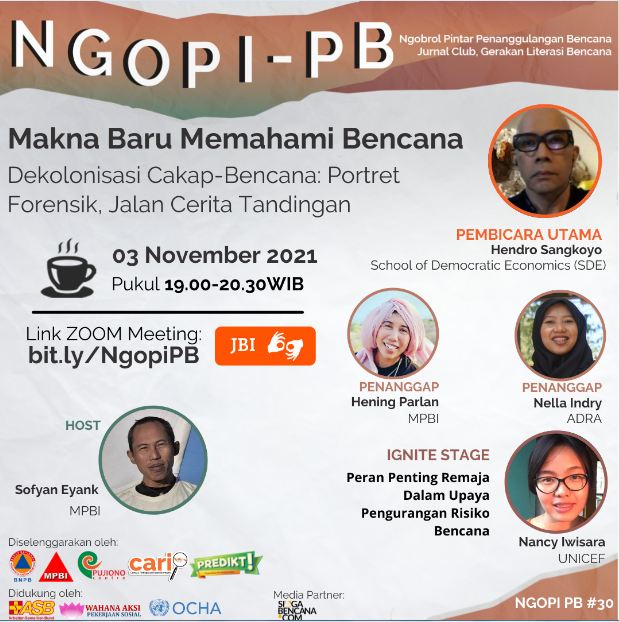 NGOPI-PB
Ngobrol Pintar Penanggulangan Bencana
Jurnal Club, Gerakan Literasi Bencana
Makna Baru Memahami Bencana
Dekolonisasi Cakap-Bencana: Portret
Forensik, Jalan Cerita Tandingan
PEMBICARA UTAMA
Hendro Sangkoyo
School of Democratic Economics (SDE)
03 November 2021
Pukul 19.00-20.30WIB
Link ZOOM Meeting:
bit.ly/NgopiPB
JBI
PENANGGAP
Hening Parlan
MPBI
PENANGGAP
Nella Indry
ADRA
HOST
Sofyan Eyank
MPBI
IGNITE STAGE
Peran Penting Remaja
Dalam Upaya
Pengurangan Risiko
Bencana
Nancy Iwisara
UNICEF
Diselenggarakan oleh:
BNPB
MPBI
PUJIONO
Centre
cari
PREDIKT!
Didukung oleh:
ASB
Arbeiter-Samariter-Bund
WAHANA AKSI
PEKERJAAN SOSIAL
OCHA
Media Partner:
SIAGA
BENCANA
.COM
NGOPI PB #30